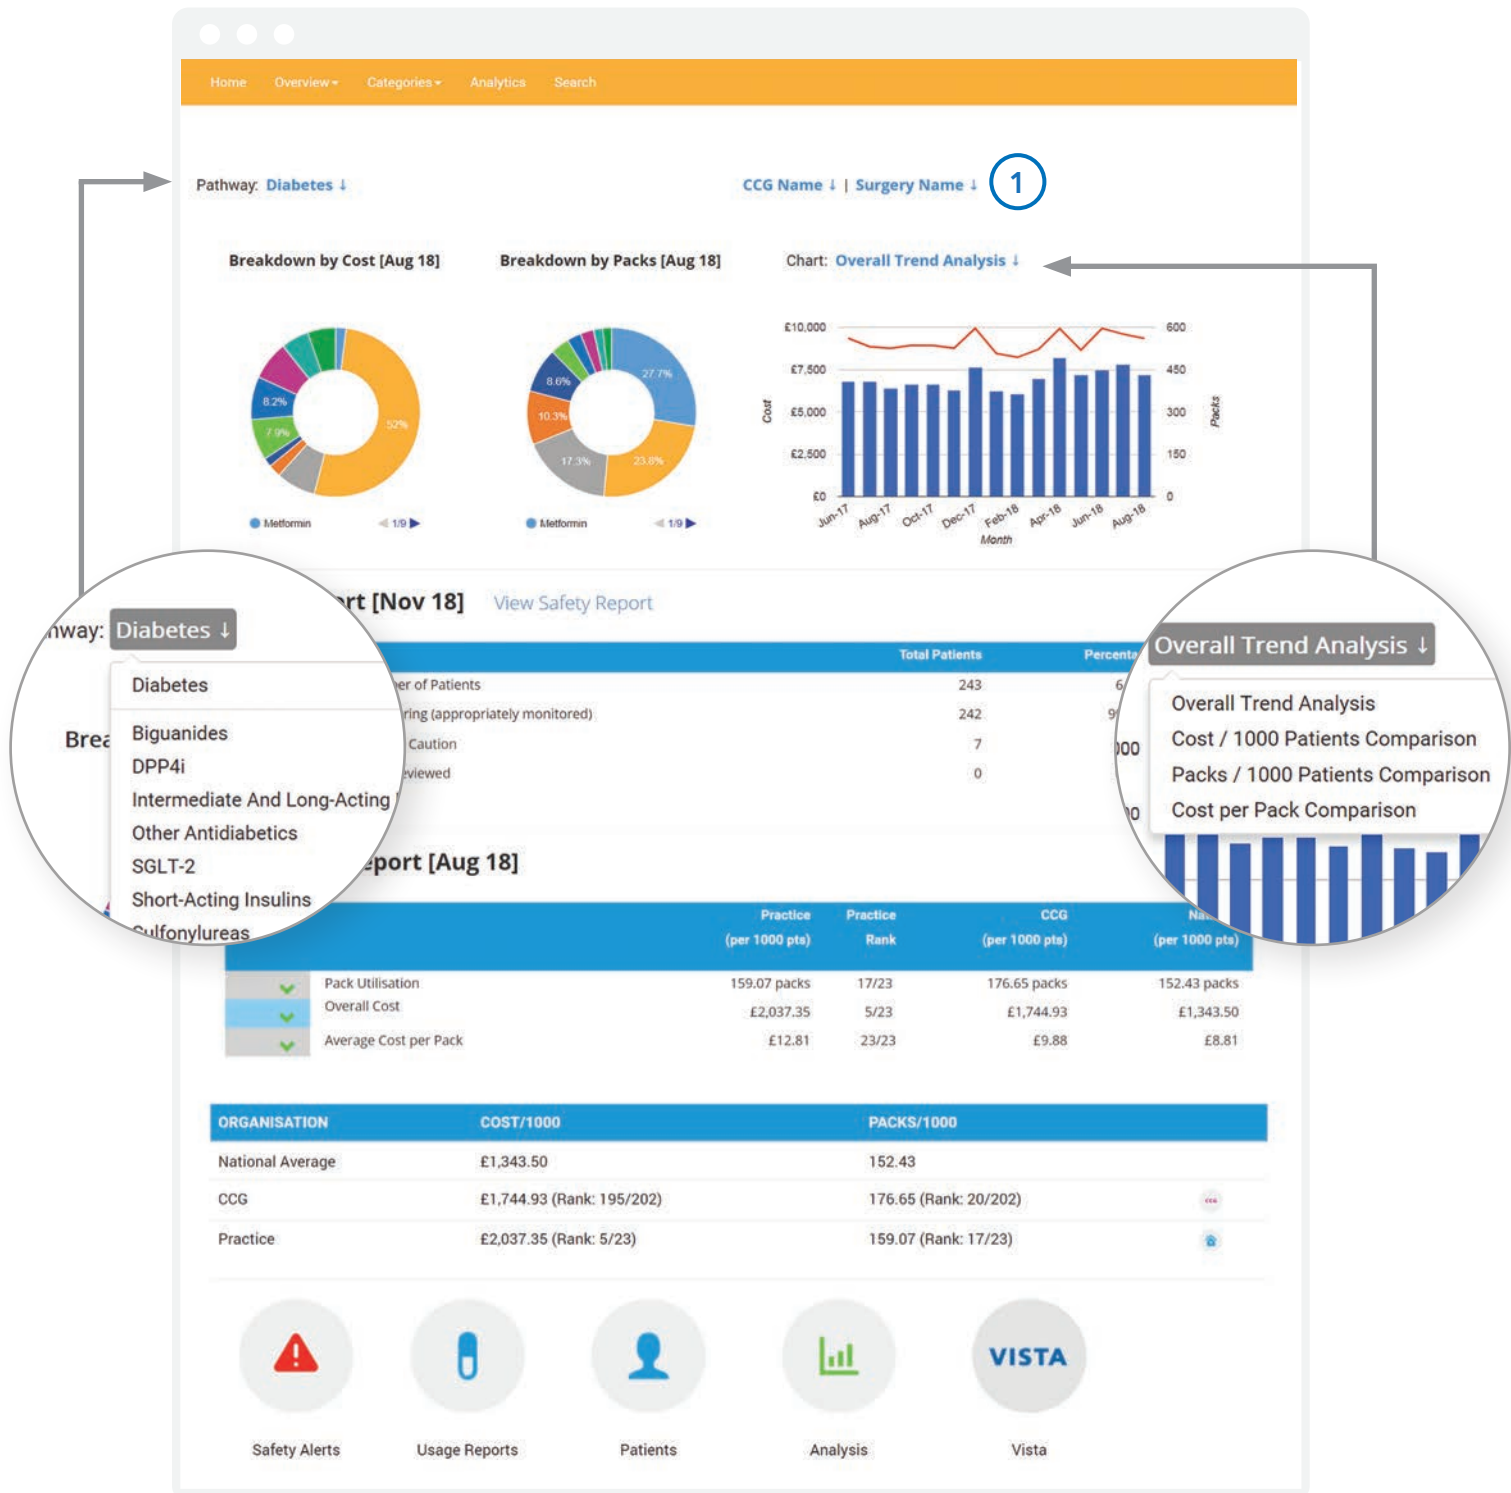 Home Overview Categories Analytics Search
Pathway: Diabetes ↓
CCG Name ↓ | Surgery Name ↓ 1
Breakdown by Cost [Aug 18]
Breakdown by Packs [Aug 18]
Chart: Overall Trend Analysis ↓
52%
7.9%
8.2%
Metformin 1/9
27.7%
23.8%
17.3%
10.3%
8.6%
Metformin 1/9
£10,000
£7,500
£5,000
£2,500
£0
Cost
600
450
300
150
0
Packs
Jun-17 Aug-17 Oct-17 Dec-17 Feb-18 Apr-18 Jun-18 Aug-18
Month
[Nov 18] View Safety Report
Total Patients
of Patients 243
(appropriately monitored) 242
Caution 7
0
hway: Diabetes ↓
Diabetes
Biguanides
DPP4i
Intermediate And Long-Acting
Other Antidiabetics
SGLT-2
Short-Acting Insulins
Sulfonylureas
Overall Trend Analysis ↓
Overall Trend Analysis
Cost / 1000 Patients Comparison
Packs / 1000 Patients Comparison
Cost per Pack Comparison
[Aug 18]
Practice (per 1000 pts)
Practice Rank
CCG (per 1000 pts)
(per 1000 pts)
Pack Utilisation 159.07 packs 17/23 176.65 packs 152.43 packs
Overall Cost £2,037.35 5/23 £1,744.93 £1,343.50
Average Cost per Pack £12.81 23/23 £9.88 £8.81
ORGANISATION COST/1000 PACKS/1000
National Average £1,343.50 152.43
CCG £1,744.93 (Rank: 195/202) 176.65 (Rank: 20/202) CCG
Practice £2,037.35 (Rank: 5/23) 159.07 (Rank: 17/23)
VISTA
Safety Alerts Usage Reports Patients Analysis Vista